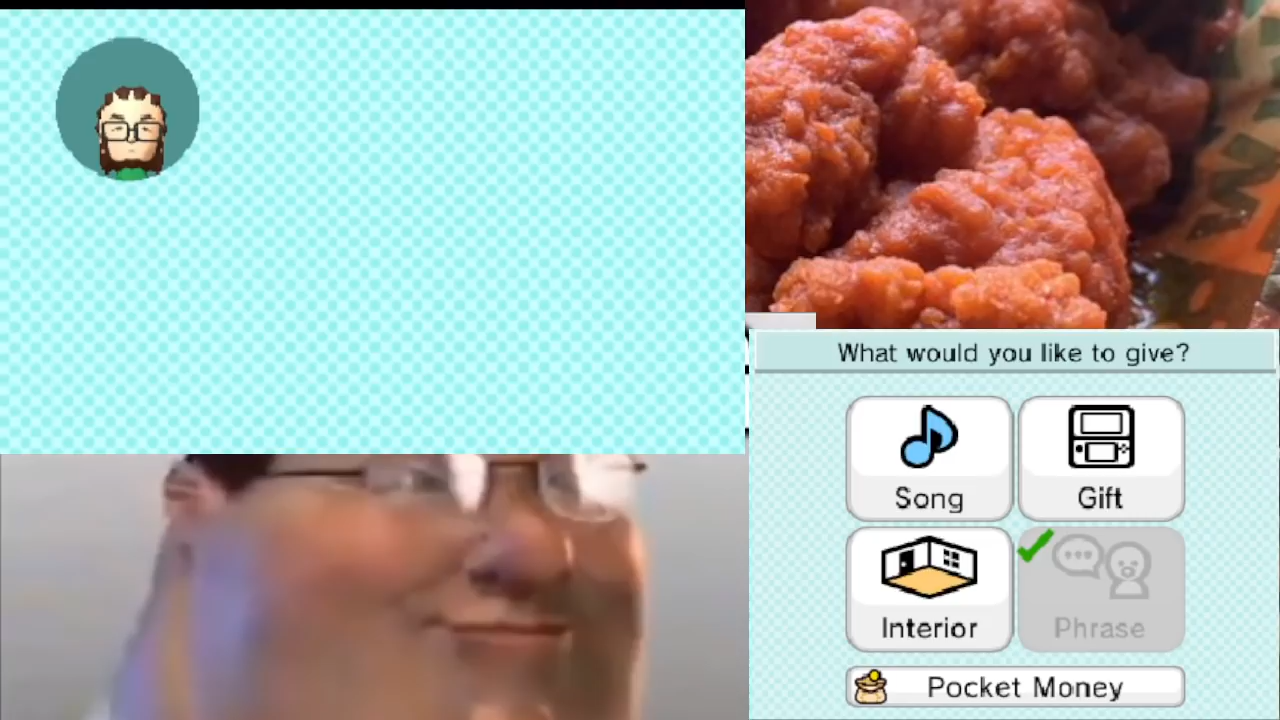 What would you like to give?
Song
Gift
Interior
Phrase
Pocket Money